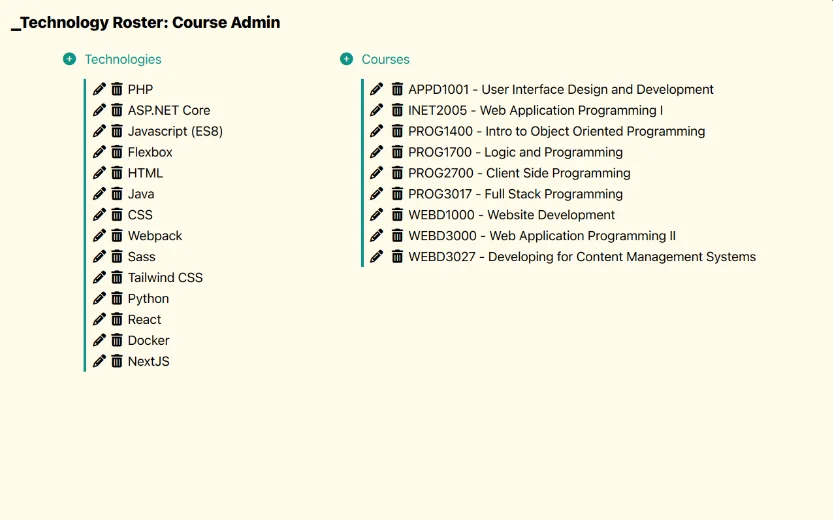 _Technology Roster: Course Admin
Technologies
PHP
ASP.NET Core
Javascript (ES8)
Flexbox
HTML
Java
CSS
Webpack
Sass
Tailwind CSS
Python
React
Docker
NextJS
Courses
APPD1001 - User Interface Design and Development
INET2005 - Web Application Programming I
PROG1400 - Intro to Object Oriented Programming
PROG1700 - Logic and Programming
PROG2700 - Client Side Programming
PROG3017 - Full Stack Programming
WEBD1000 - Website Development
WEBD3000 - Web Application Programming II
WEBD3027 - Developing for Content Management Systems